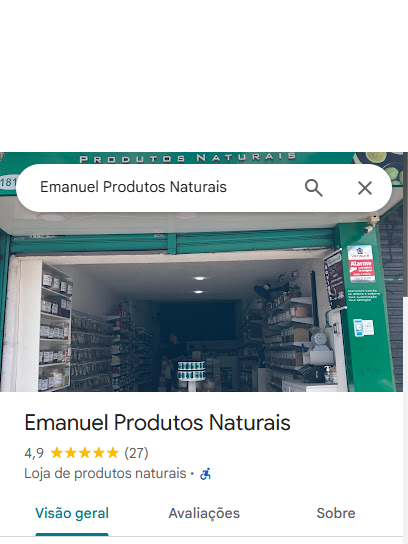 PRODUTOS NATURAIS
181
Emanuel Produtos Naturais
Alarme
Emanuel Produtos Naturais
4,9 (27)
Loja de produtos naturais ·
Visão geral
Avaliações
Sobre